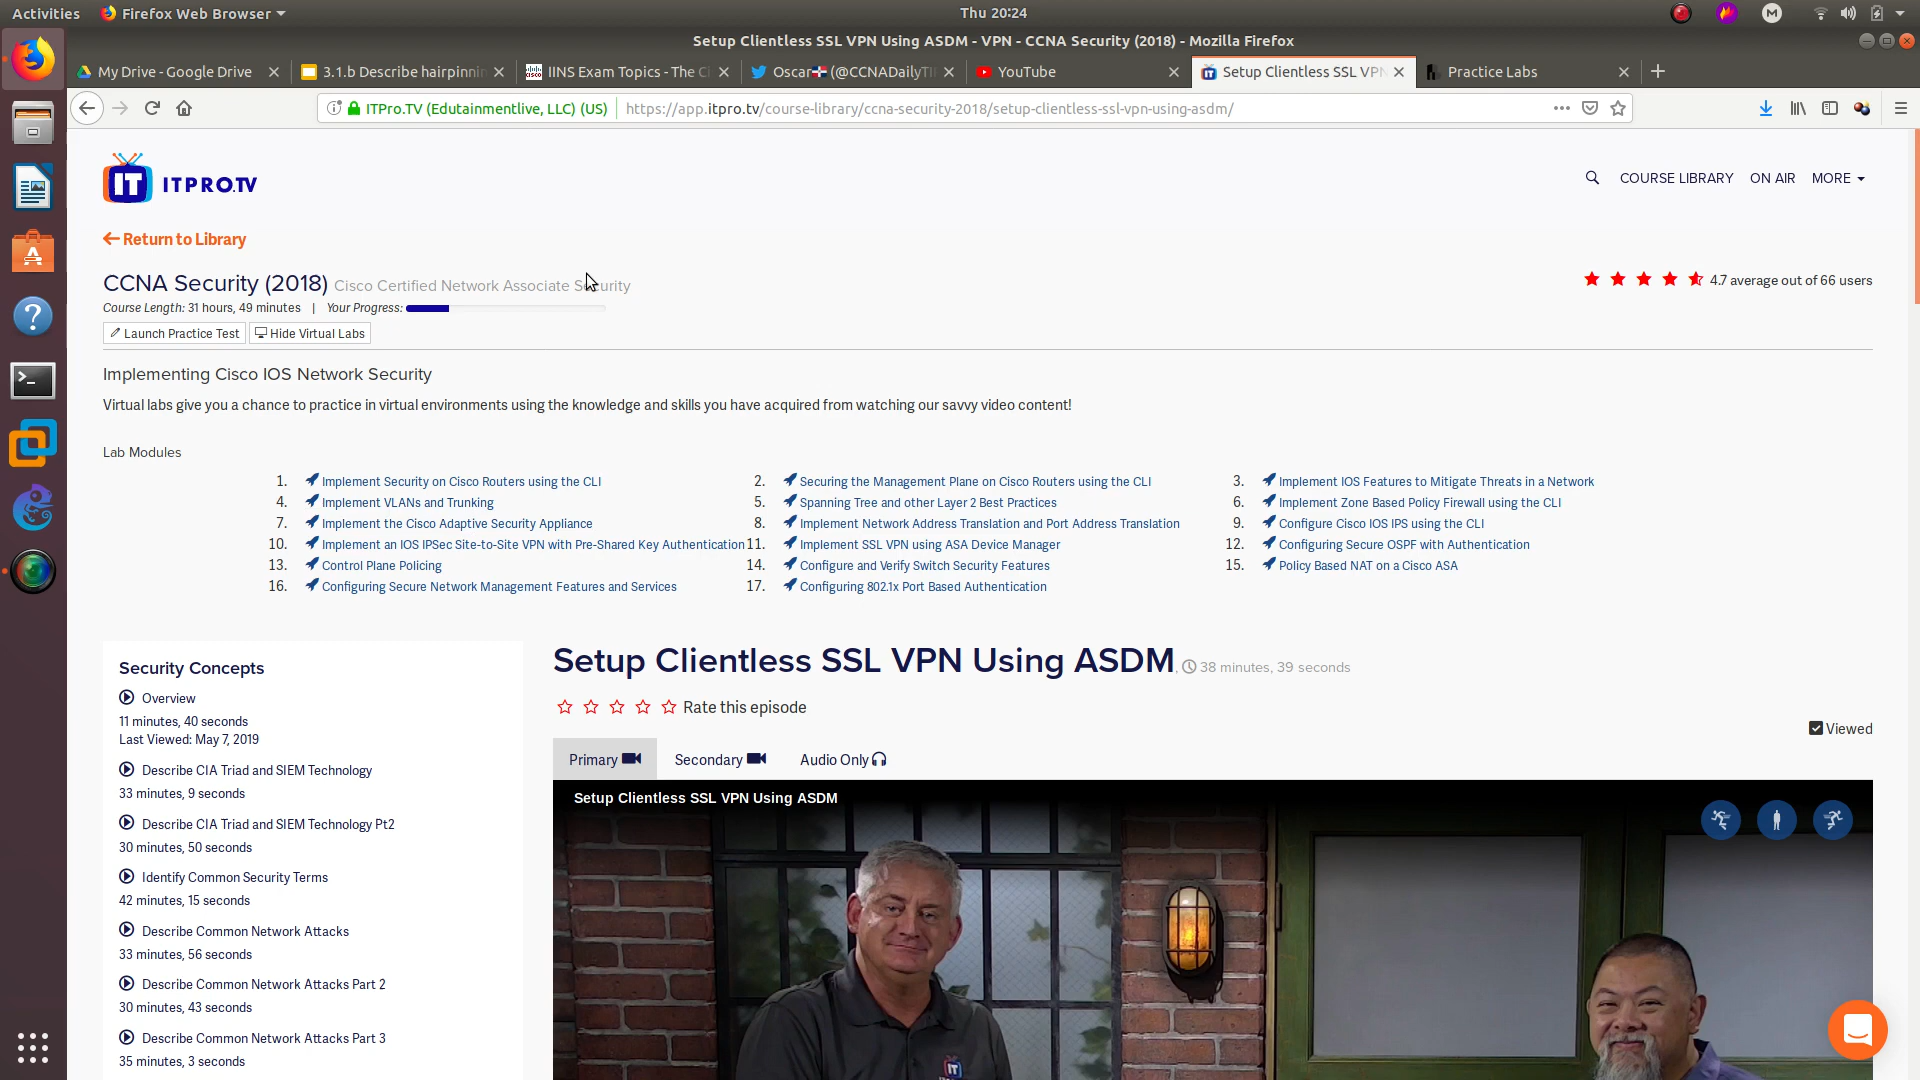 Activities Firefox Web Browser Thu 20:24
Setup Clientless SSL VPN Using ASDM - VPN - CCNA Security (2018) - Mozilla Firefox
My Drive - Google Drive 3.1.b Describe hairpinnin IINS Exam Topics - The C Oscar (@CCNADailyTI YouTube Setup Clientless SSL VPN Practice Labs
ITPro.TV (Edutainmentlive, LLC) (US) https://app.itpro.tv/course-library/ccna-security-2018/setup-clientless-ssl-vpn-using-asdm/
IT ITPRO.TV COURSE LIBRARY ON AIR MORE
Return to Library
CCNA Security (2018) Cisco Certified Network Associate Security 4.7 average out of 66 users
Course Length: 31 hours, 49 minutes | Your Progress:
Launch Practice Test Hide Virtual Labs
Implementing Cisco IOS Network Security
Virtual labs give you a chance to practice in virtual environments using the knowledge and skills you have acquired from watching our savvy video content!
Lab Modules
1. Implement Security on Cisco Routers using the CLI 2. Securing the Management Plane on Cisco Routers using the CLI 3. Implement IOS Features to Mitigate Threats in a Network
4. Implement VLANs and Trunking 5. Spanning Tree and other Layer 2 Best Practices 6. Implement Zone Based Policy Firewall using the CLI
7. Implement the Cisco Adaptive Security Appliance 8. Implement Network Address Translation and Port Address Translation 9. Configure Cisco IOS IPS using the CLI
10. Implement an IOS IPSec Site-to-Site VPN with Pre-Shared Key Authentication 11. Implement SSL VPN using ASA Device Manager 12. Configuring Secure OSPF with Authentication
13. Control Plane Policing 14. Configure and Verify Switch Security Features 15. Policy Based NAT on a Cisco ASA
16. Configuring Secure Network Management Features and Services 17. Configuring 802.1x Port Based Authentication
Security Concepts
Overview
11 minutes, 40 seconds
Last Viewed: May 7, 2019
Describe CIA Triad and SIEM Technology
33 minutes, 9 seconds
Describe CIA Triad and SIEM Technology Pt2
30 minutes, 50 seconds
Identify Common Security Terms
42 minutes, 15 seconds
Describe Common Network Attacks
33 minutes, 56 seconds
Describe Common Network Attacks Part 2
30 minutes, 43 seconds
Describe Common Network Attacks Part 3
35 minutes, 3 seconds
Setup Clientless SSL VPN Using ASDM, 38 minutes, 39 seconds
Rate this episode
Viewed
Primary Secondary Audio Only
Setup Clientless SSL VPN Using ASDM
IT